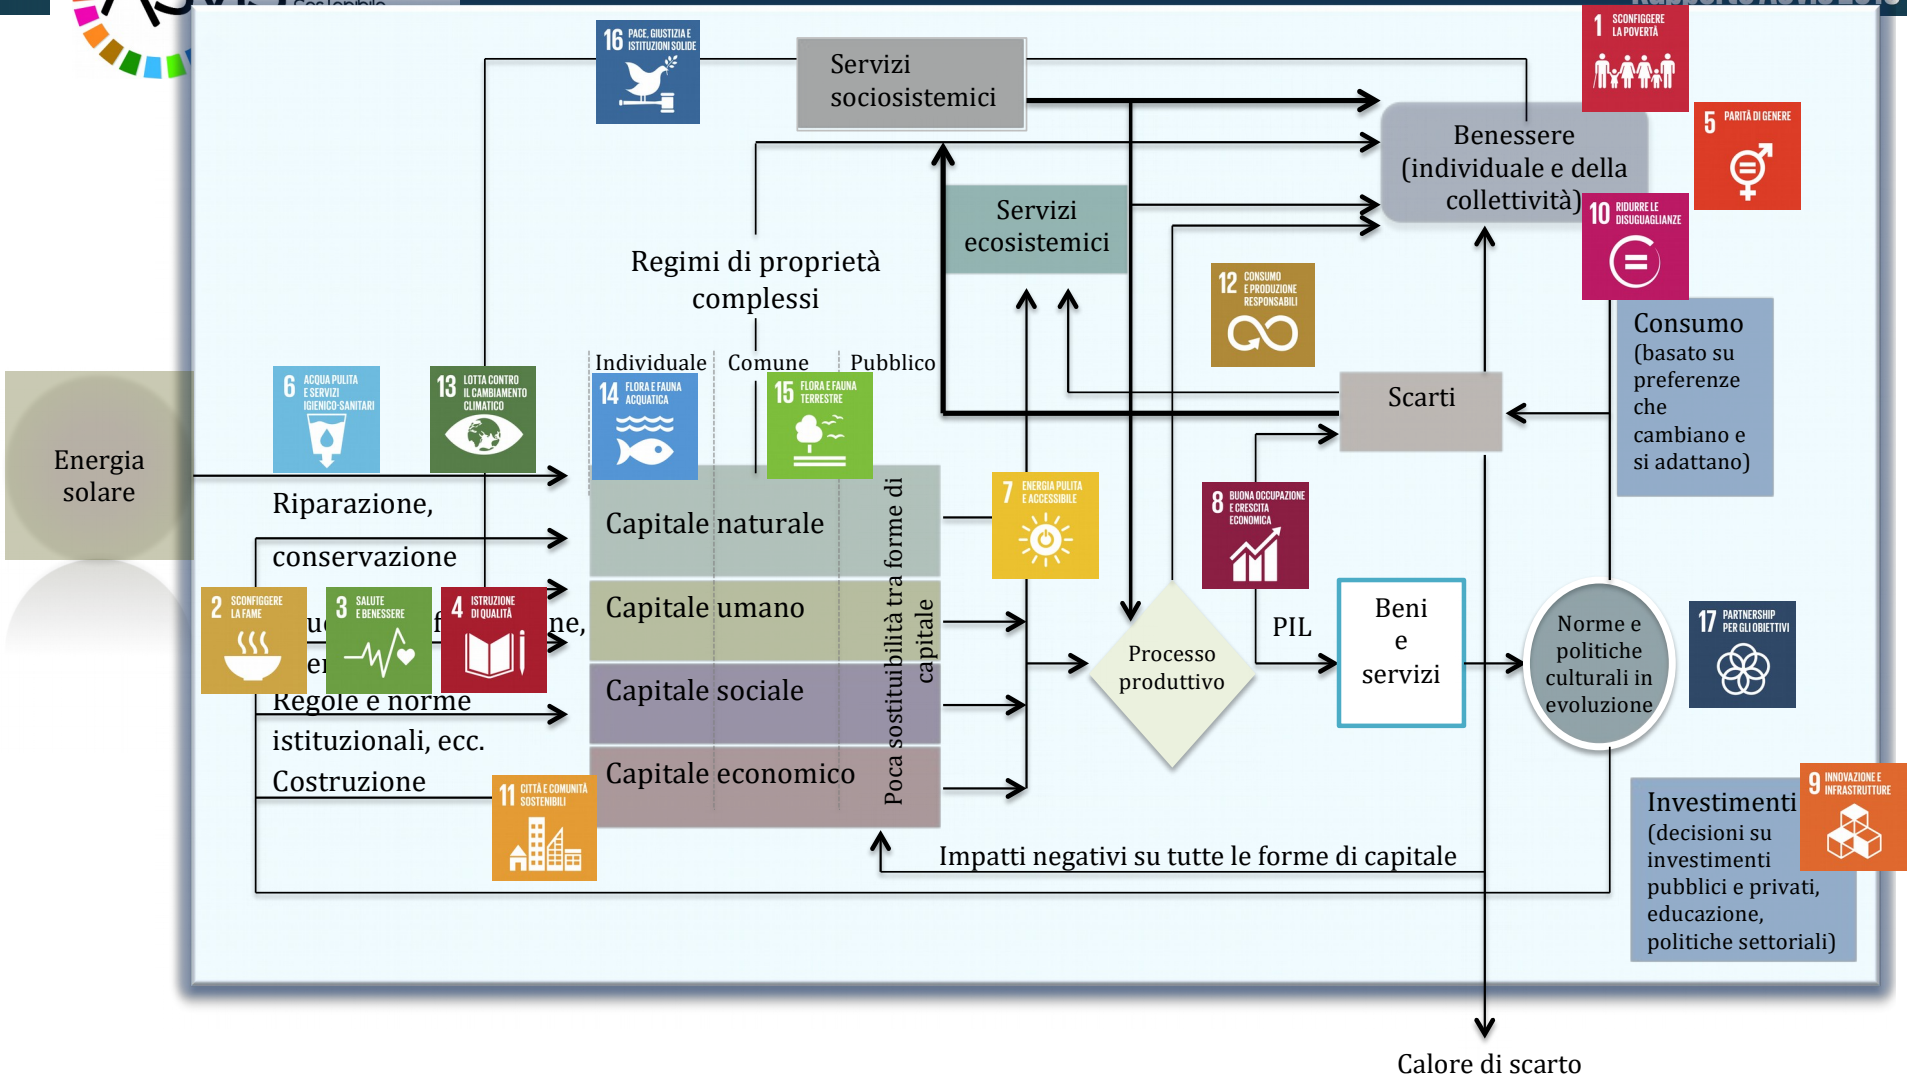 Sostenibile
Rapporto ASviS 2018
16 PACE, GIUSTIZIA E
ISTITUZIONI SOLIDE
Servizi
sociosistemici
1 SCONFIGGERE
LA POVERTÀ
Benessere
(individuale e della
collettività)
5 PARITÀ DI GENERE
10 RIDURRE LE
DISUGUAGLIANZE
Servizi
ecosistemici
Regimi di proprietà
complessi
12 CONSUMO
E PRODUZIONE
RESPONSABILI
Consumo
(basato su
preferenze
che
cambiano e
si adattano)
Individuale
Comune
Pubblico
6 ACQUA PULITA
E SERVIZI
IGIENICO-SANITARI
13 LOTTA CONTRO
IL CAMBIAMENTO
CLIMATICO
14 FLORA E FAUNA
ACQUATICA
15 FLORA E FAUNA
TERRESTRE
Scarti
Energia
solare
Riparazione,
conservazione
Capitale naturale
Capitale umano
Capitale sociale
Capitale economico
Poca sostituibilità tra forme di
capitale
7 ENERGIA PULITA
E ACCESSIBILE
8 BUONA OCCUPAZIONE
E CRESCITA
ECONOMICA
2 SCONFIGGERE
LA FAME
3 SALUTE
E BENESSERE
4 ISTRUZIONE
DI QUALITÀ
ne,
Regole e norme
istituzionali, ecc.
Costruzione
11 CITTÀ E COMUNITÀ
SOSTENIBILI
Processo
produttivo
PIL
Beni
e
servizi
Norme e
politiche
culturali in
evoluzione
17 PARTNERSHIP
PER GLI OBIETTIVI
Investimenti
(decisioni su
investimenti
pubblici e privati,
educazione,
politiche settoriali)
9 INNOVAZIONE E
INFRASTRUTTURE
Impatti negativi su tutte le forme di capitale
Calore di scarto